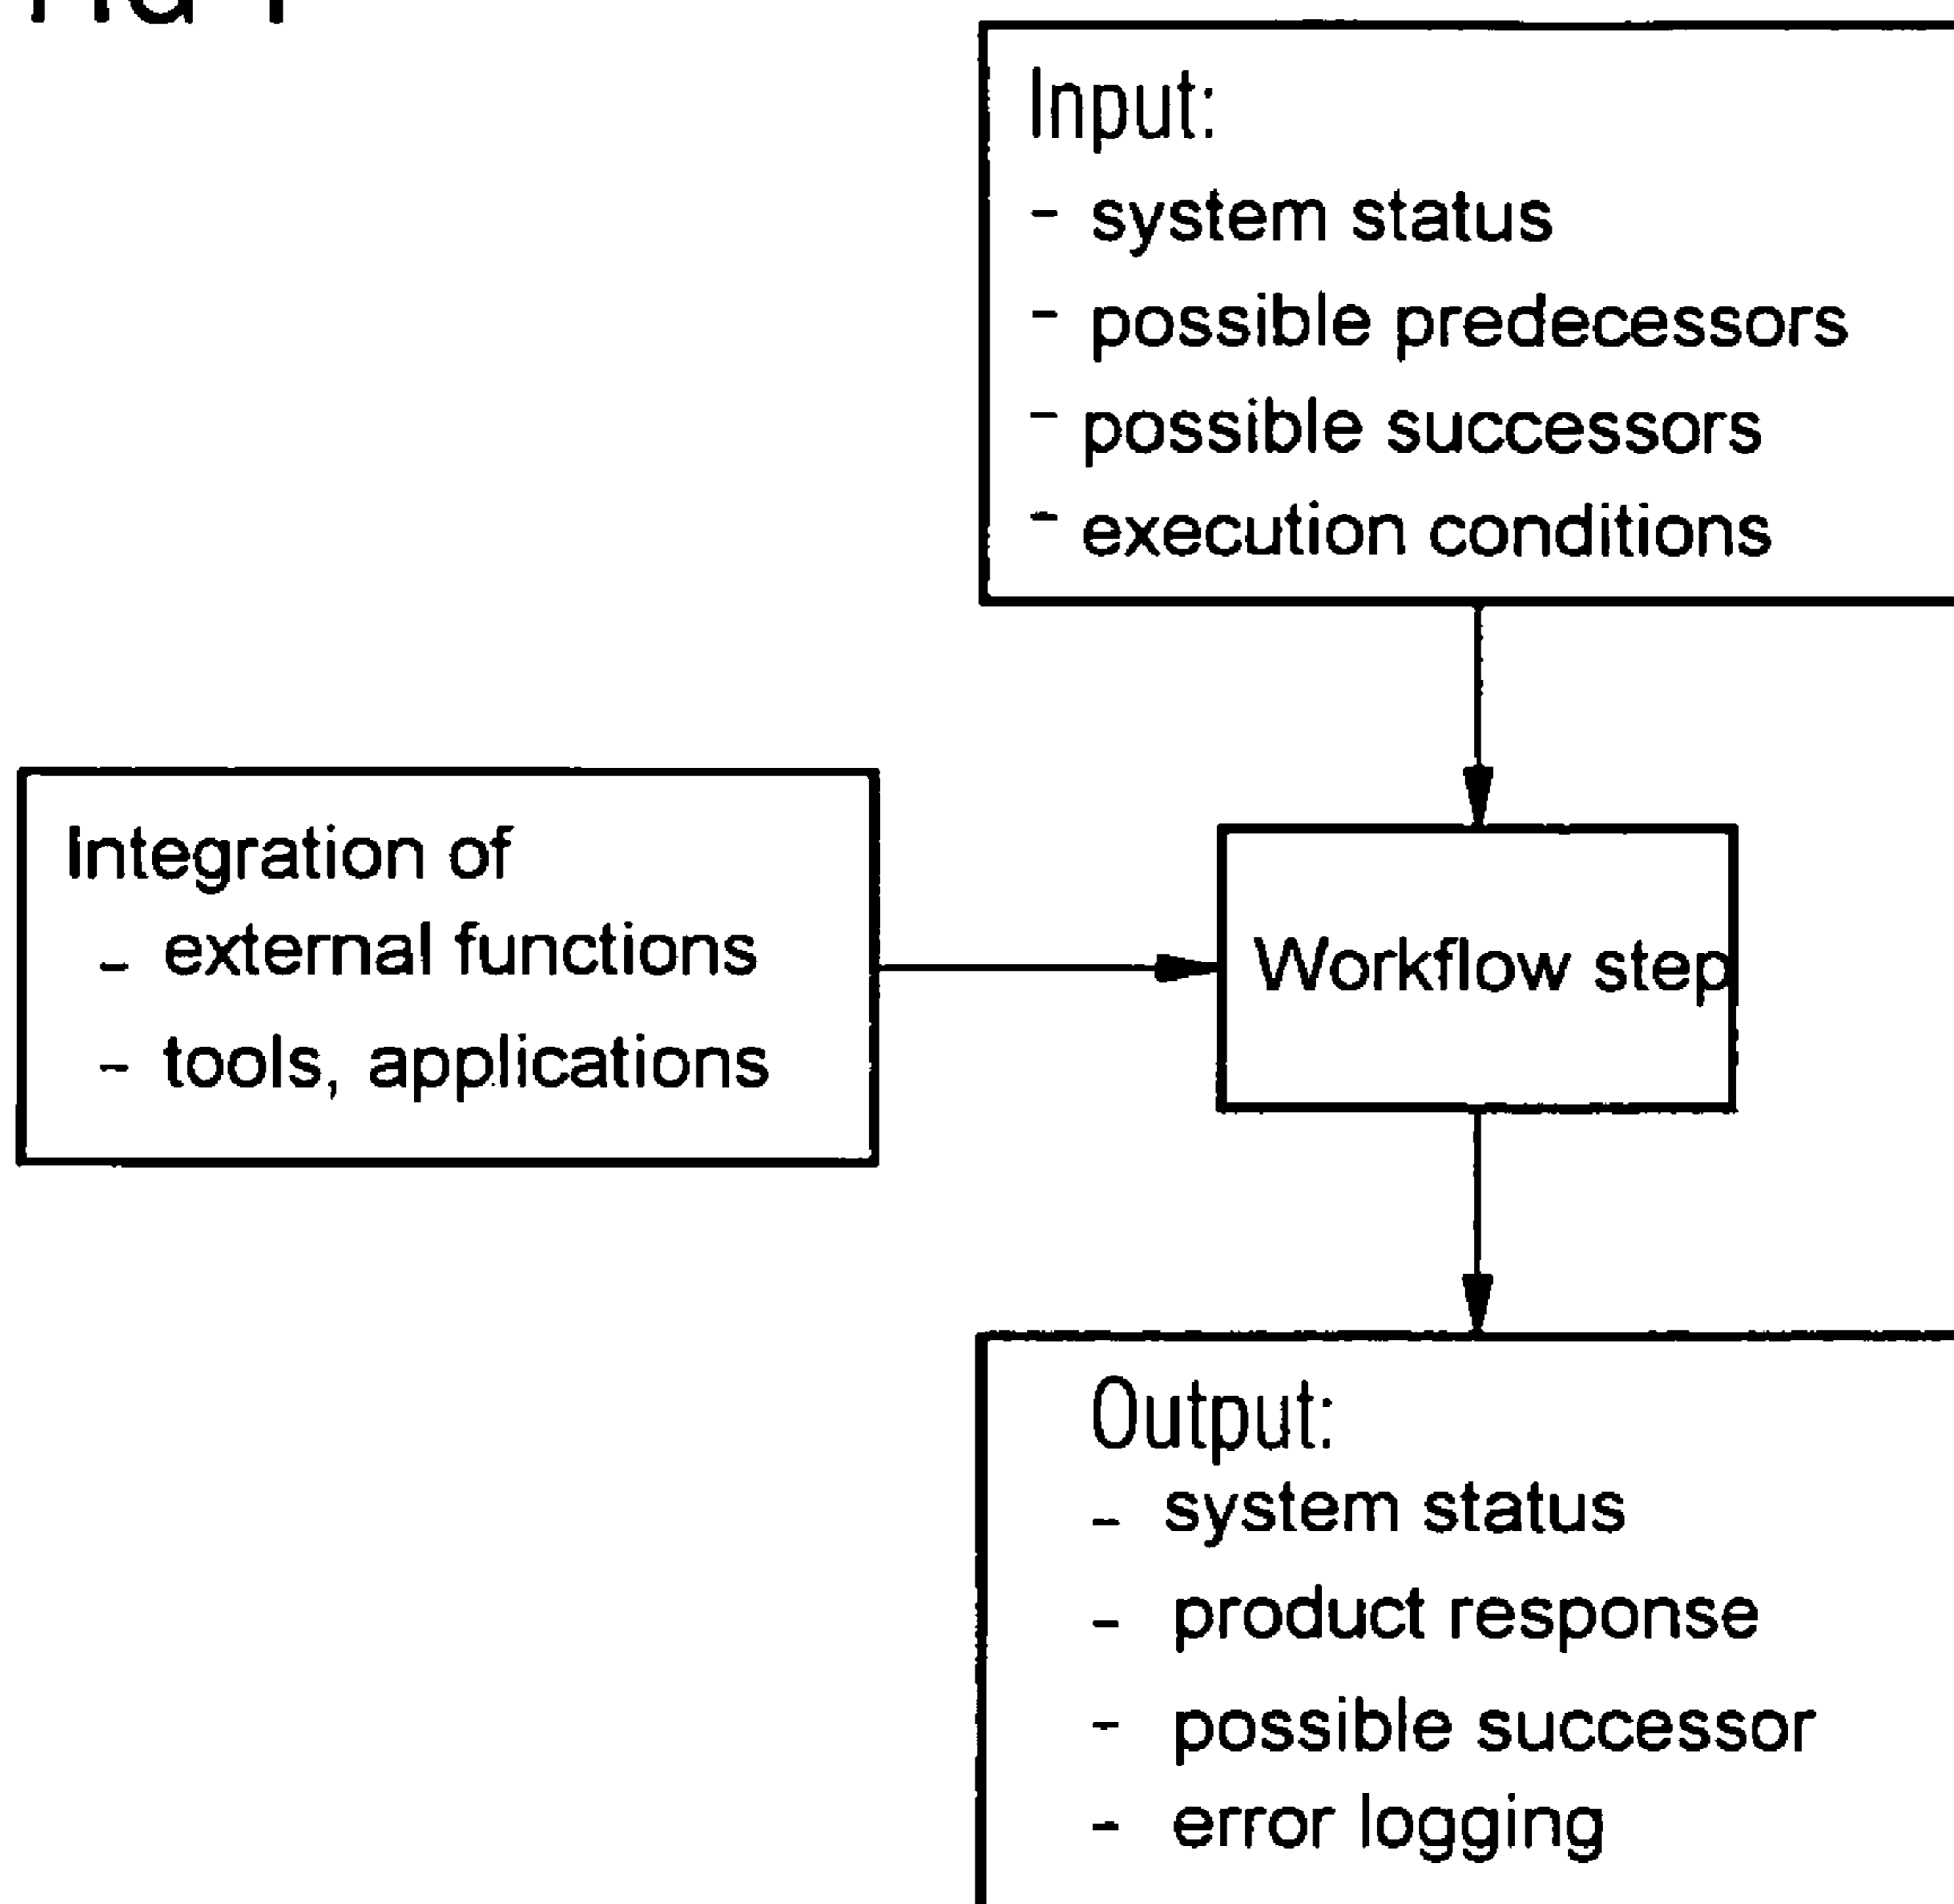 Input:
- system status
- possible predecessors
- possible successors
- execution conditions
Integration of
- external functions
- tools, applications
Workflow step
Output:
- system status
- product response
- possible successor
- error logging